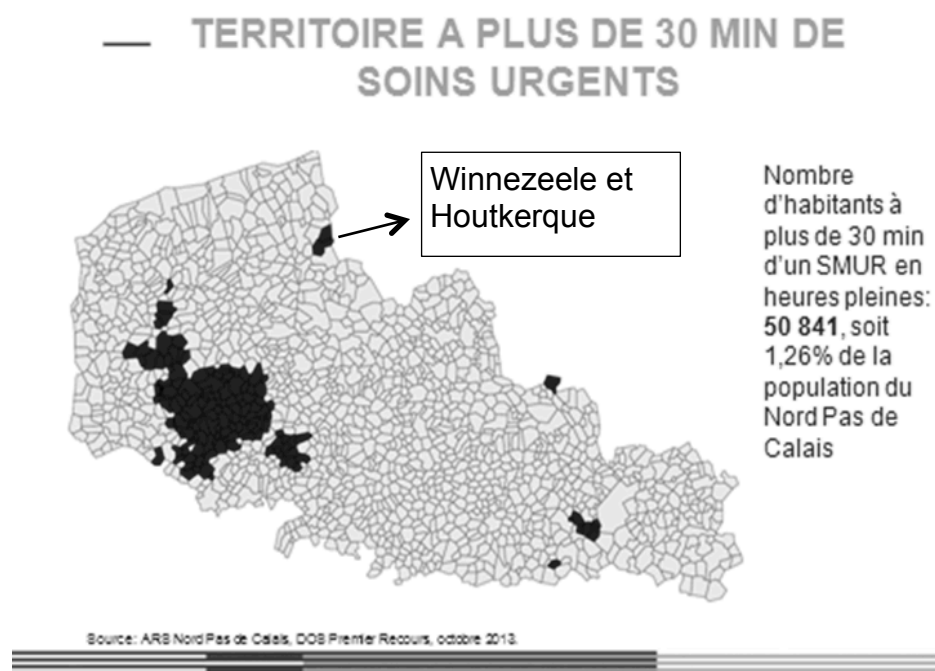 TERRITOIRE A PLUS DE 30 MIN DE
SOINS URGENTS
Winnezeele et
Houtkerque
Nombre
d'habitants à
plus de 30 min
d'un SMUR en
heures pleines:
50 841, soit
1,26% de la
population du
Nord Pas de
Calais
Source: ARS Nord Pas de Calais, DOS Premier Recours, octobre 2013.